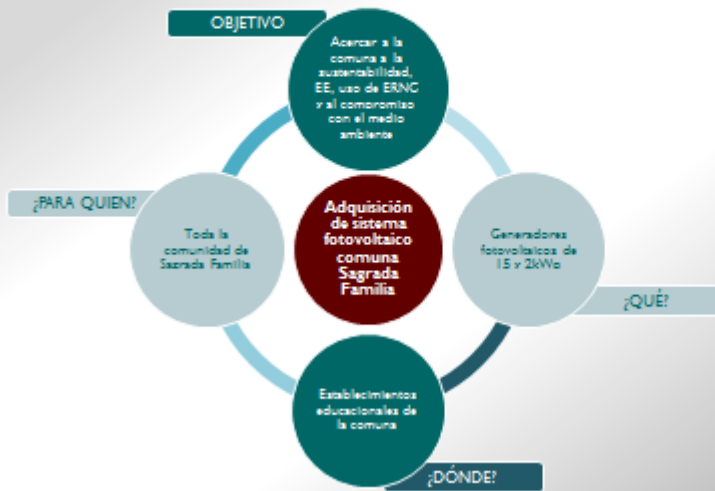 OBJETIVO
Acercar a la
comuna a la
sustentabilidad,
EE, uso de ERNC
y al compromiso
con el medio
ambiente
¿PARA QUIEN?
Toda la
comunidad de
Sagrada Familia
Adquisición
de sistema
fotovoltaico
comuna
Sagrada
Familia
Generadores
fotovoltaicos de
15 y 2kWp
¿QUÉ?
Establecimientos
educacionales de
la comuna
¿DÓNDE?